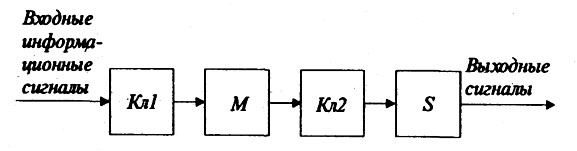 Входные
информа-
ционные
сигналы
Кл1
М
Кл2
S
Выходные
сигналы